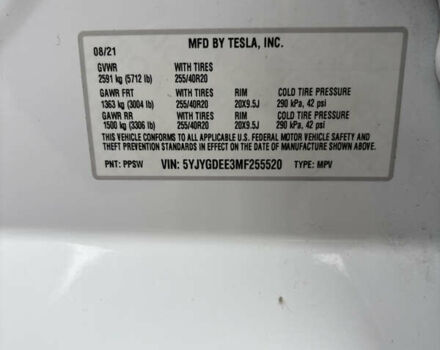 MFD BY TESLA, INC.
08/21
GVWR WITH TIRES
2591 kg (5712 lb) 255/40R20
GAWR FRT WITH TIRES RIM COLD TIRE PRESSURE
1363 kg (3004 lb) 255/40R20 20X9.5J 290 kPa, 42 psi
GAWR RR WITH TIRES RIM COLD TIRE PRESSURE
1500 kg (3306 lb) 255/40R20 20X9.5J 290 kPa, 42 psi
THIS VEHICLE CONFORMS TO ALL APPLICABLE U.S. FEDERAL MOTOR VEHICLE SAFETY AND
THEFT PREVENTION STANDARDS IN EFFECT ON THE DATE OF MANUFACTURE SHOWN ABOVE.
PNT: PPSW VIN: 5YJYGDEE3MF255520 TYPE: MPV